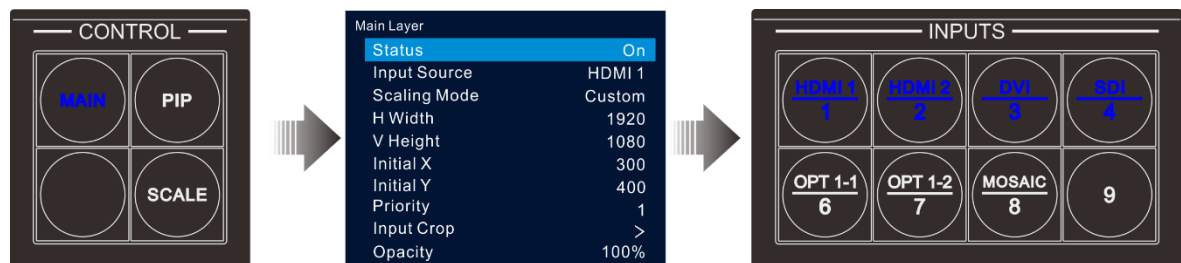 CONTROL
MAIN
PIP
SCALE
Main Layer
Status On
Input Source HDMI 1
Scaling Mode Custom
H Width 1920
V Height 1080
Initial X 300
Initial Y 400
Priority 1
Input Crop >
Opacity 100%
INPUTS
HDMI 1
1
HDMI 2
2
DVI
3
SDI
4
OPT 1-1
6
OPT 1-2
7
MOSAIC
8
9